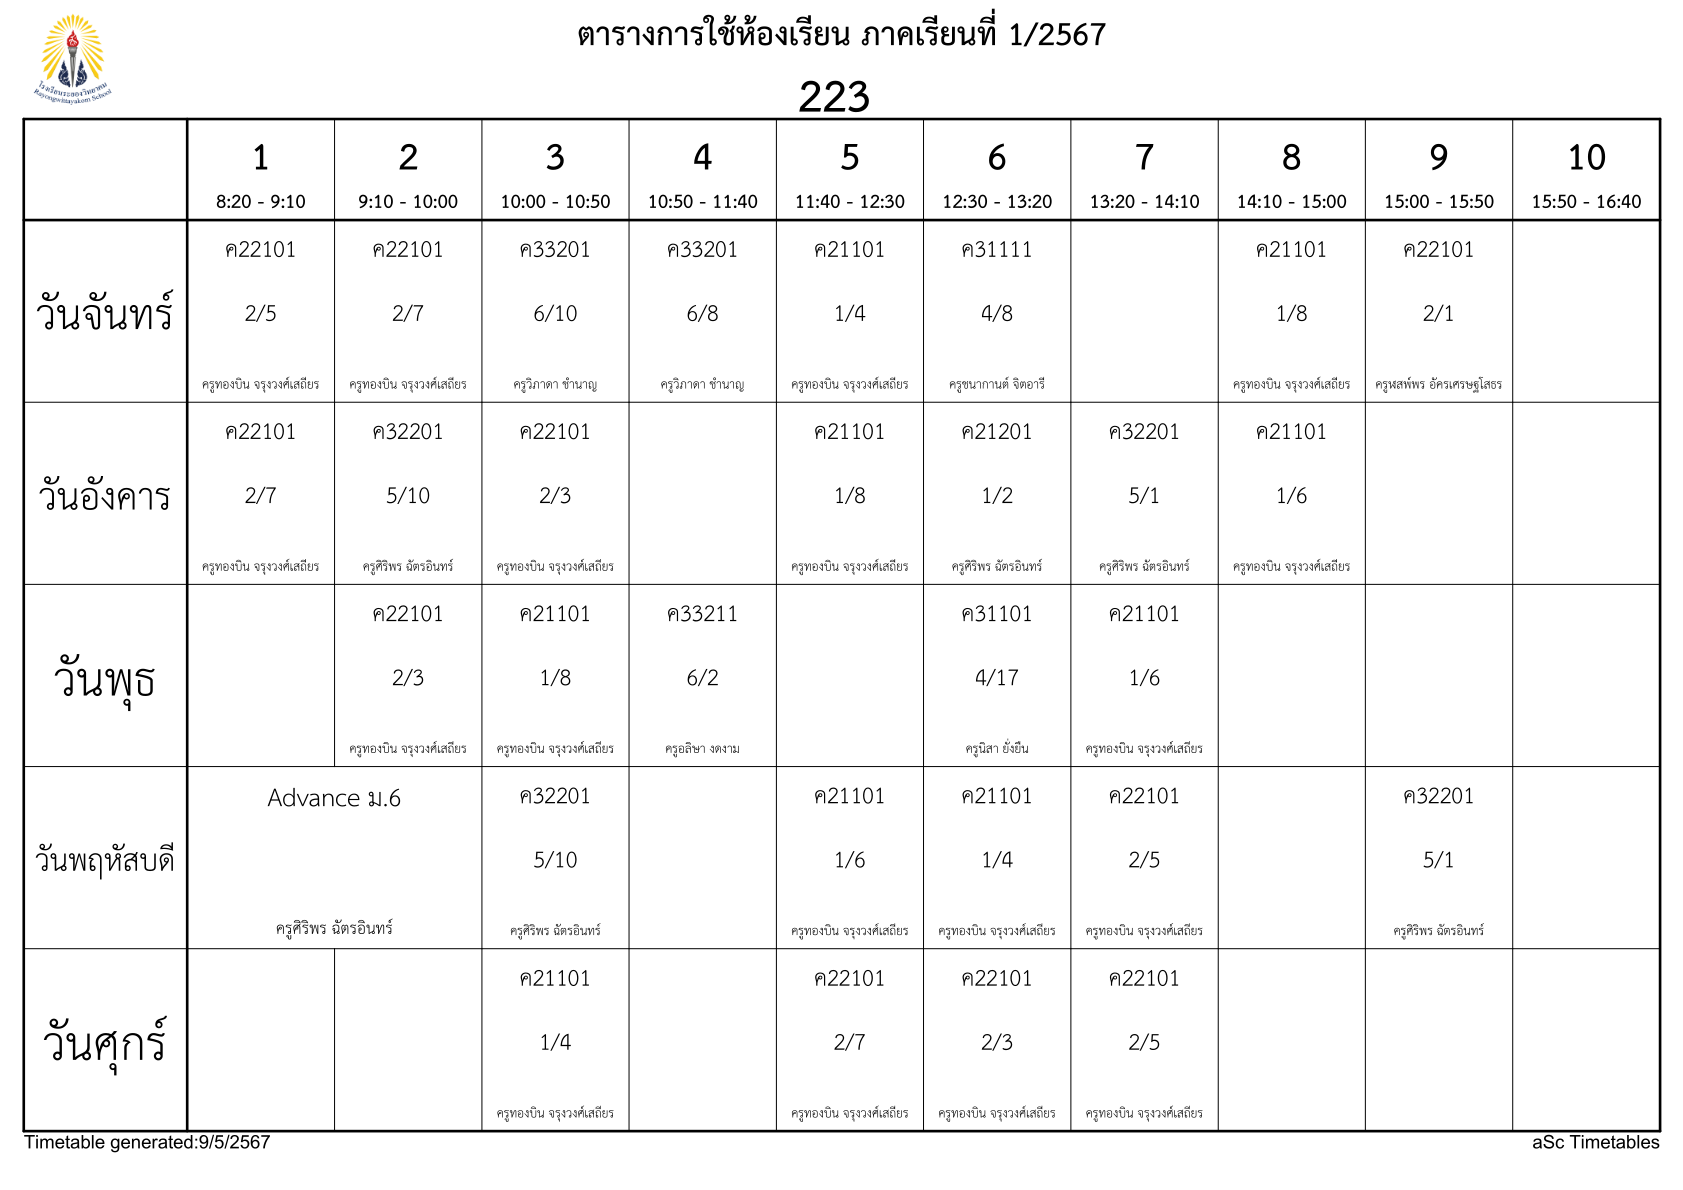 ตารางการใช้ห้องเรียน ภาคเรียนที่ 1/2567
โรงเรียนระยองวิทยาคม
Rayongwittayakom School
223
1 2 3 4 5 6 7 8 9 10
8:20 - 9:10 9:10 - 10:00 10:00 - 10:50 10:50 - 11:40 11:40 - 12:30 12:30 - 13:20 13:20 - 14:10 14:10 - 15:00 15:00 - 15:50 15:50 - 16:40
วันจันทร์
ค22101 ค22101 ค33201 ค33201 ค21101 ค31111 ค21101 ค22101
2/5 2/7 6/10 6/8 1/4 4/8 1/8 2/1
ครูทองบิน จรุงวงศ์เสถียร ครูทองบิน จรุงวงศ์เสถียร ครูวิภาดา ชำนาญ ครูวิภาดา ชำนาญ ครูทองบิน จรุงวงศ์เสถียร ครูชนากานต์ จิตอารี ครูทองบิน จรุงวงศ์เสถียร ครูพสพ์พร อัครเศรษฐโสธร
วันอังคาร
ค22101 ค32201 ค22101 ค21101 ค21201 ค32201 ค21101
2/7 5/10 2/3 1/8 1/2 5/1 1/6
ครูทองบิน จรุงวงศ์เสถียร ครูศิริพร ฉัตรอินทร์ ครูทองบิน จรุงวงศ์เสถียร ครูทองบิน จรุงวงศ์เสถียร ครูศิริพร ฉัตรอินทร์ ครูศิริพร ฉัตรอินทร์ ครูทองบิน จรุงวงศ์เสถียร
วันพุธ
ค22101 ค21101 ค33211 ค31101 ค21101
2/3 1/8 6/2 4/17 1/6
ครูทองบิน จรุงวงศ์เสถียร ครูทองบิน จรุงวงศ์เสถียร ครูอลิษา งดงาม ครูนิสา ยั่งยืน ครูทองบิน จรุงวงศ์เสถียร
วันพฤหัสบดี
Advance ม.6 ค32201 ค21101 ค21101 ค22101 ค32201
5/10 1/6 1/4 2/5 5/1
ครูศิริพร ฉัตรอินทร์ ครูศิริพร ฉัตรอินทร์ ครูทองบิน จรุงวงศ์เสถียร ครูทองบิน จรุงวงศ์เสถียร ครูทองบิน จรุงวงศ์เสถียร ครูศิริพร ฉัตรอินทร์
วันศุกร์
ค21101 ค22101 ค22101 ค22101
1/4 2/7 2/3 2/5
ครูทองบิน จรุงวงศ์เสถียร ครูทองบิน จรุงวงศ์เสถียร ครูทองบิน จรุงวงศ์เสถียร ครูทองบิน จรุงวงศ์เสถียร
Timetable generated:9/5/2567 aSc Timetables